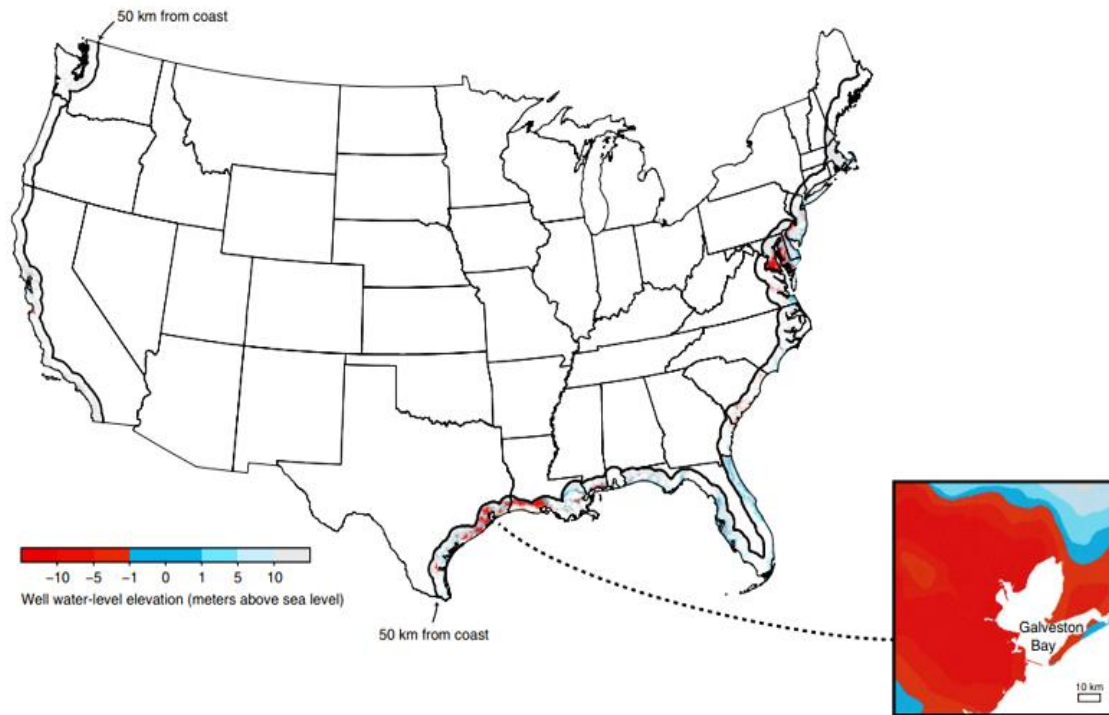 50 km from coast
−10 −5 −1 0 1 5 10
Well water-level elevation (meters above sea level)
50 km from coast
Galveston
Bay
10 km